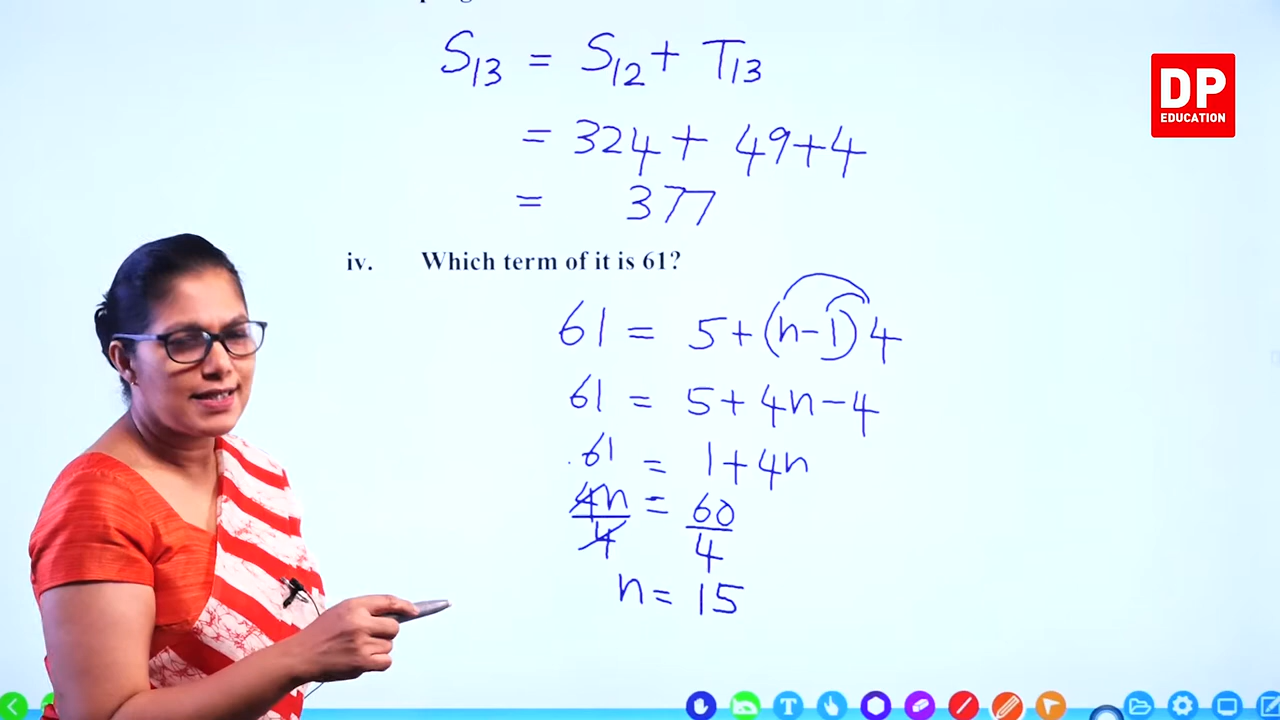 S13 = S12 + T13
= 324 + 49+4
= 377
DP
EDUCATION
iv. Which term of it is 61?
61 = 5+(n-1)4
61 = 5+4n-4
61 = 1+4n
4n/4 = 60/4
n = 15